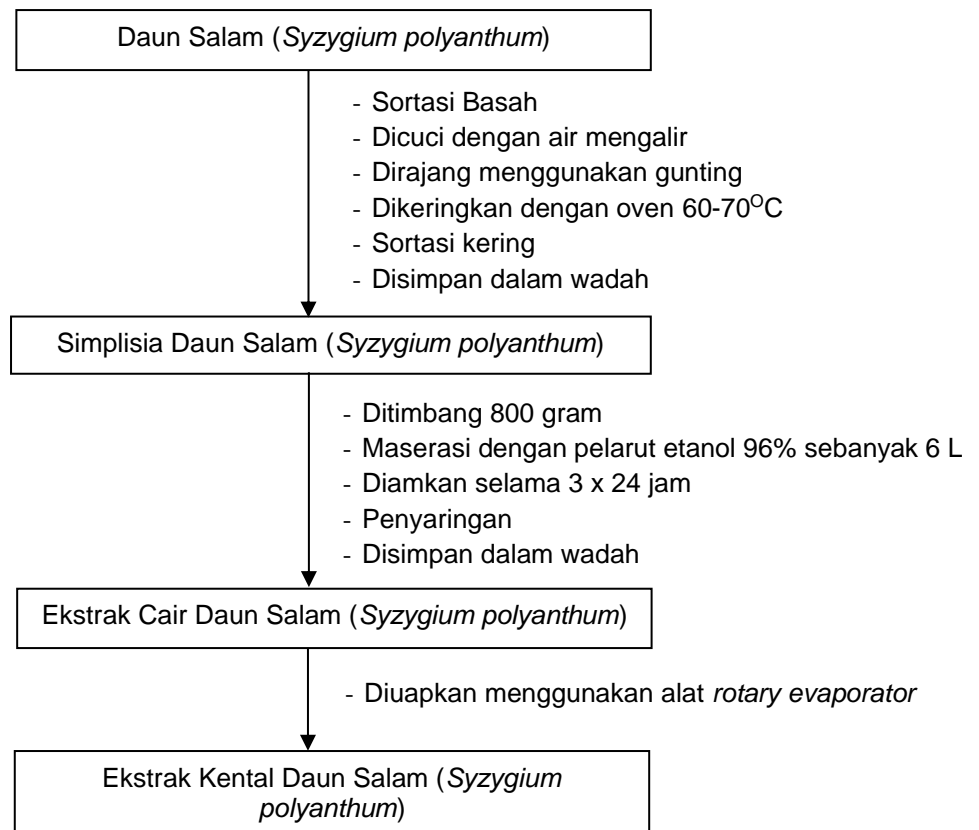 Daun Salam (Syzygium polyanthum)
- Sortasi Basah
- Dicuci dengan air mengalir
- Dirajang menggunakan gunting
- Dikeringkan dengan oven 60-70⁰C
- Sortasi kering
- Disimpan dalam wadah
Simplisia Daun Salam (Syzygium polyanthum)
- Ditimbang 800 gram
- Maserasi dengan pelarut etanol 96% sebanyak 6 L
- Diamkan selama 3 x 24 jam
- Penyaringan
- Disimpan dalam wadah
Ekstrak Cair Daun Salam (Syzygium polyanthum)
- Diuapkan menggunakan alat rotary evaporator
Ekstrak Kental Daun Salam (Syzygium
polyanthum)